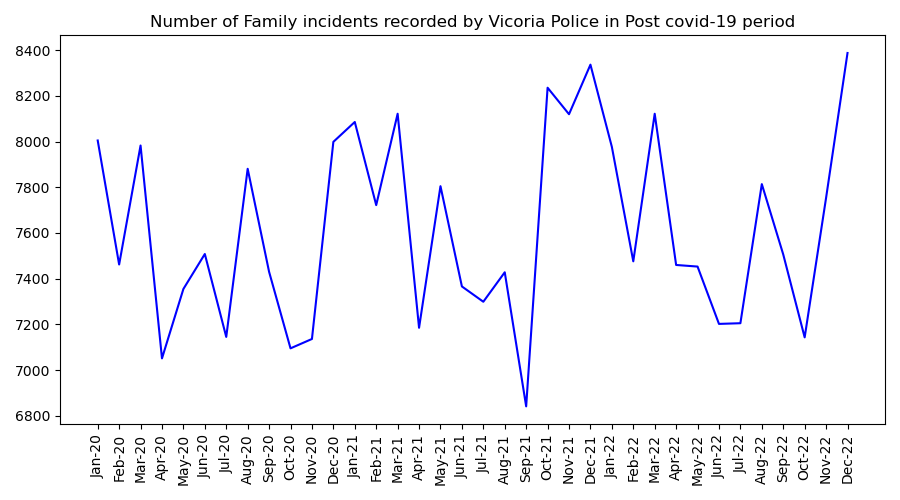 Number of Family incidents recorded by Vicoria Police in Post covid-19 period
8400
8200
8000
7800
7600
7400
7200
7000
6800
Jan-20
Feb-20
Mar-20
Apr-20
May-20
Jun-20
Jul-20
Aug-20
Sep-20
Oct-20
Nov-20
Dec-20
Jan-21
Feb-21
Mar-21
Apr-21
May-21
Jun-21
Jul-21
Aug-21
Sep-21
Oct-21
Nov-21
Dec-21
Jan-22
Feb-22
Mar-22
Apr-22
May-22
Jun-22
Jul-22
Aug-22
Sep-22
Oct-22
Nov-22
Dec-22